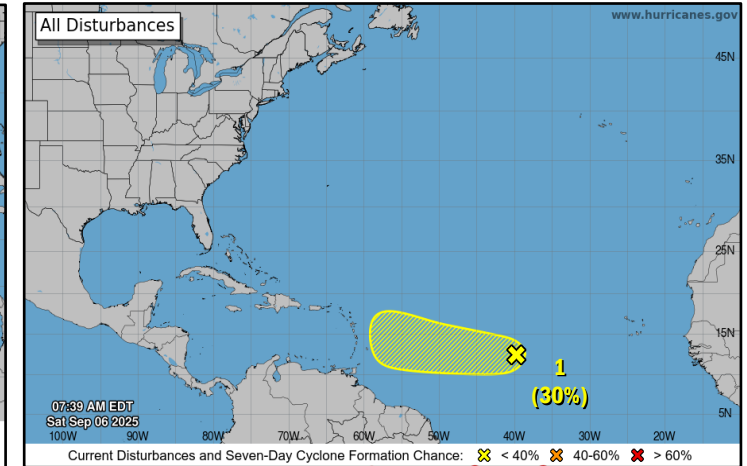 All Disturbances
www.hurricanes.gov
45N
35N
25N
15N
1
(30%)
5N
07:39 AM EDT
Sat Sep 06 2025
100W 90W 80W 70W 60W 50W 40W 30W 20W
Current Disturbances and Seven-Day Cyclone Formation Chance: < 40% 40-60% > 60%